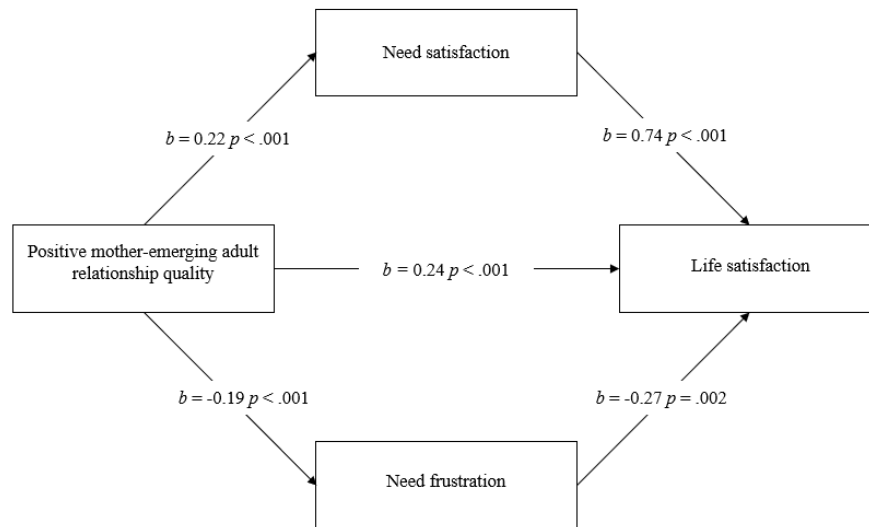 Need satisfaction
b = 0.22 p < .001
b = 0.74 p < .001
Positive mother-emerging adult
relationship quality
b = 0.24 p < .001
Life satisfaction
b = -0.19 p < .001
b = -0.27 p = .002
Need frustration